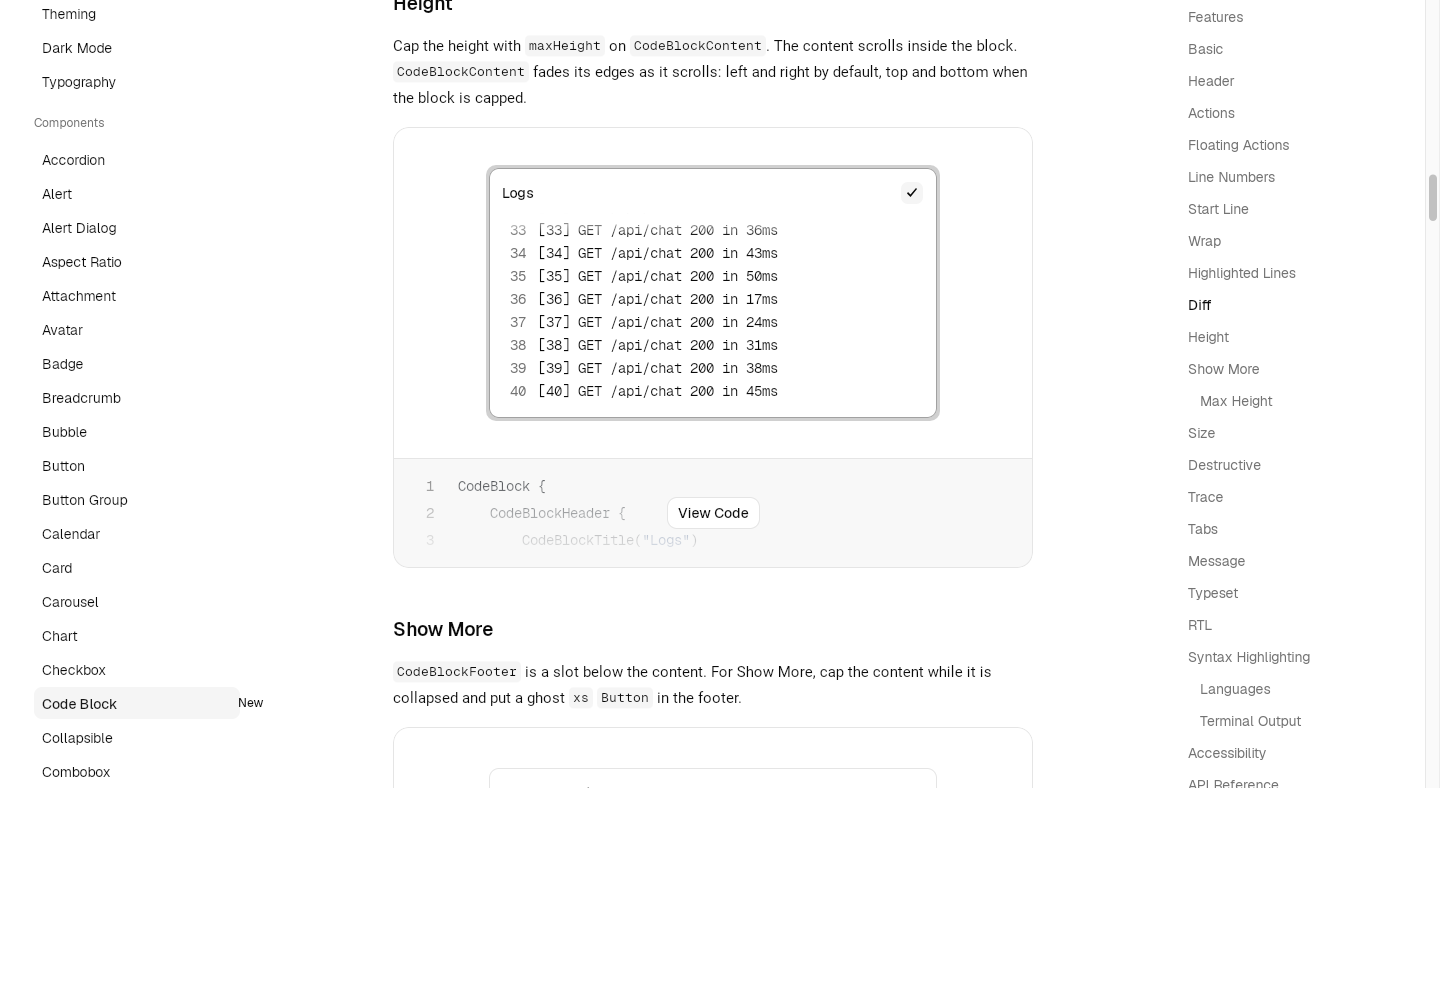 Theming
Dark Mode
Typography
Components
Accordion
Alert
Alert Dialog
Aspect Ratio
Attachment
Avatar
Badge
Breadcrumb
Bubble
Button
Button Group
Calendar
Card
Carousel
Chart
Checkbox
Code Block New
Collapsible
Combobox
Height
Cap the height with maxHeight on CodeBlockContent. The content scrolls inside the block.
CodeBlockContent fades its edges as it scrolls: left and right by default, top and bottom when
the block is capped.
Logs
33 [33] GET /api/chat 200 in 36ms
34 [34] GET /api/chat 200 in 43ms
35 [35] GET /api/chat 200 in 50ms
36 [36] GET /api/chat 200 in 17ms
37 [37] GET /api/chat 200 in 24ms
38 [38] GET /api/chat 200 in 31ms
39 [39] GET /api/chat 200 in 38ms
40 [40] GET /api/chat 200 in 45ms
1 CodeBlock {
2 CodeBlockHeader {
View Code
3 CodeBlockTitle("Logs")
Show More
CodeBlockFooter is a slot below the content. For Show More, cap the content while it is
collapsed and put a ghost xs Button in the footer.
Features
Basic
Header
Actions
Floating Actions
Line Numbers
Start Line
Wrap
Highlighted Lines
Diff
Height
Show More
Max Height
Size
Destructive
Trace
Tabs
Message
Typeset
RTL
Syntax Highlighting
Languages
Terminal Output
Accessibility
API Reference